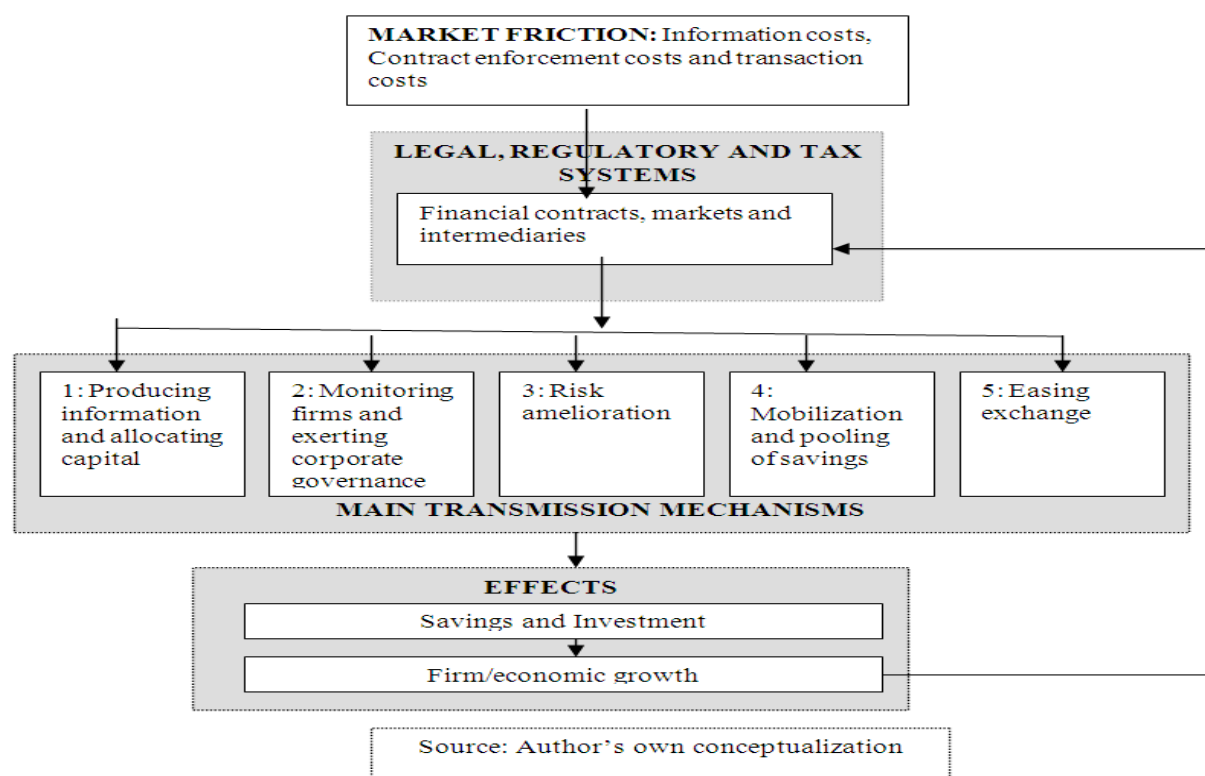 MARKET FRICTION: Information costs,
Contract enforcement costs and transaction
costs
LEGAL, REGULATORY AND TAX
SYSTEMS
Financial contracts, markets and
intermediaries
1: Producing
information
and allocating
capital
2: Monitoring
firms and
exerting
corporate
governance
3: Risk
amelioration
4:
Mobilization
and pooling
of savings
5: Easing
exchange
MAIN TRANSMISSION MECHANISMS
EFFECTS
Savings and Investment
Firm/economic growth
Source: Author’s own conceptualization